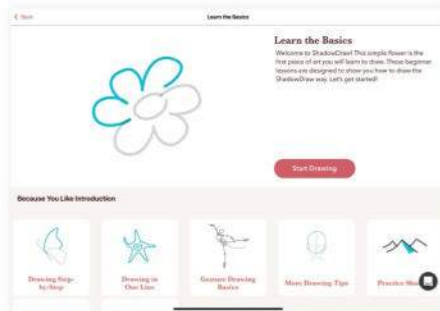 Back
Learn the Basics
Learn the Basics
Welcome to ShadowDraw! This simple flower is the
first piece of art you will learn to draw. These beginner
lessons are designed to show you how to draw the
ShadowDraw way. Let's get started!
Start Drawing
Because You Like Introduction
Drawing Step-
by-Step
Drawing in
One Line
Gesture Drawing
Basics
More Drawing Tips
Practice